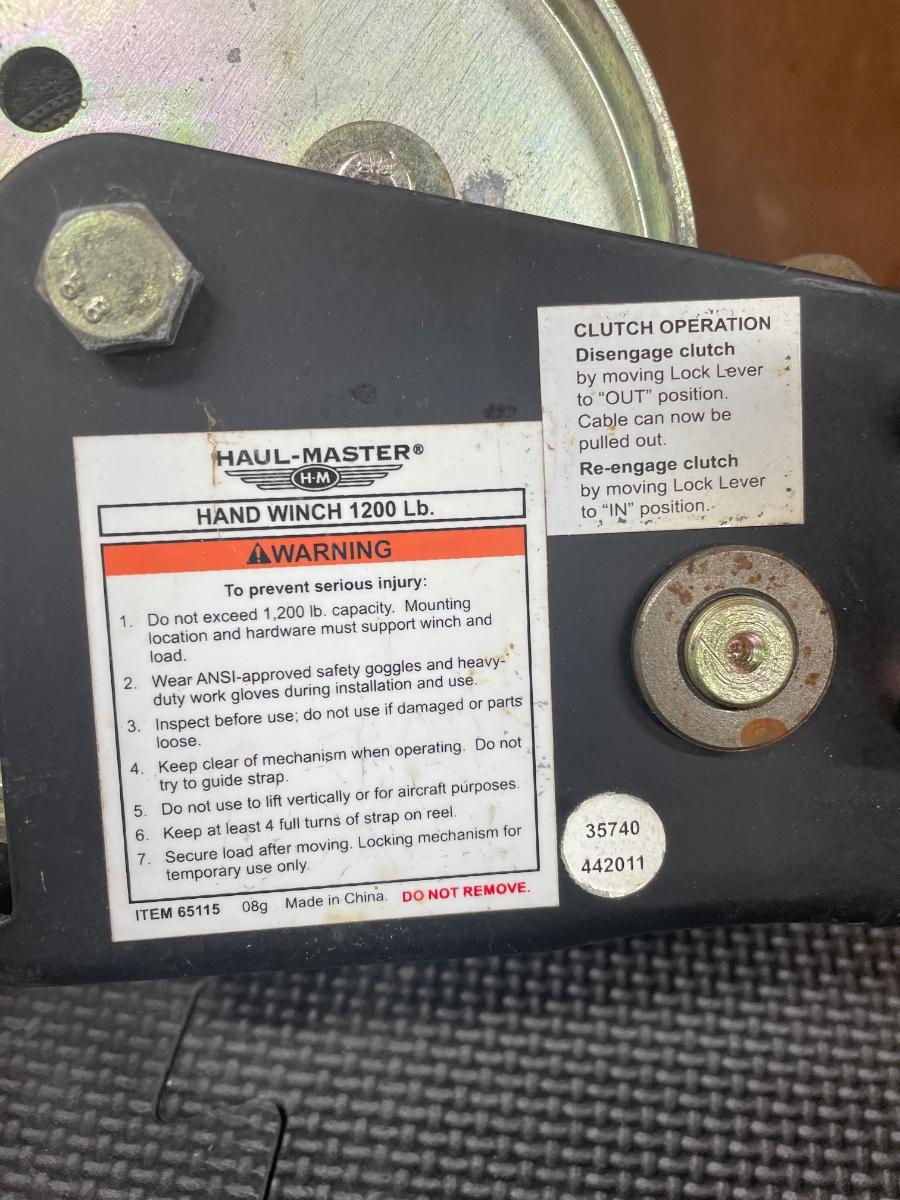 8.8
CLUTCH OPERATION
Disengage clutch
by moving Lock Lever
to “OUT” position.
Cable can now be
pulled out.
Re-engage clutch
by moving Lock Lever
to “IN” position.
HAUL-MASTER®
H-M
HAND WINCH 1200 Lb.
WARNING
To prevent serious injury:
1. Do not exceed 1,200 lb. capacity. Mounting
location and hardware must support winch and
load.
2. Wear ANSI-approved safety goggles and heavy-
duty work gloves during installation and use.
3. Inspect before use; do not use if damaged or parts
loose.
4. Keep clear of mechanism when operating. Do not
try to guide strap.
5. Do not use to lift vertically or for aircraft purposes.
6. Keep at least 4 full turns of strap on reel.
7. Secure load after moving. Locking mechanism for
temporary use only.
ITEM 65115 08g Made in China. DO NOT REMOVE.
35740
442011